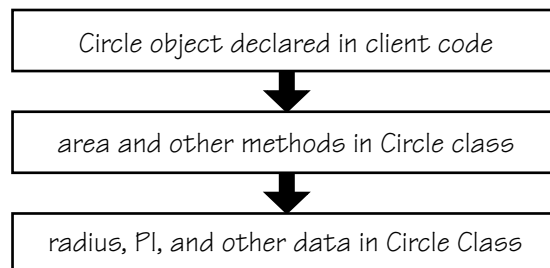 Circle object declared in client code
area and other methods in Circle class
radius, PI, and other data in Circle Class